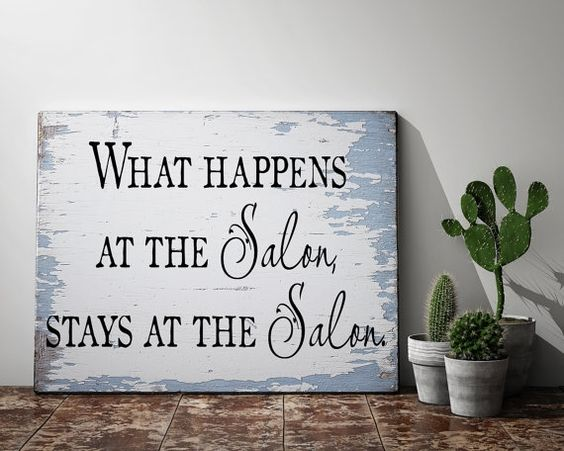 WHAT HAPPENS
AT THE Salon,
STAYS AT THE Salon.